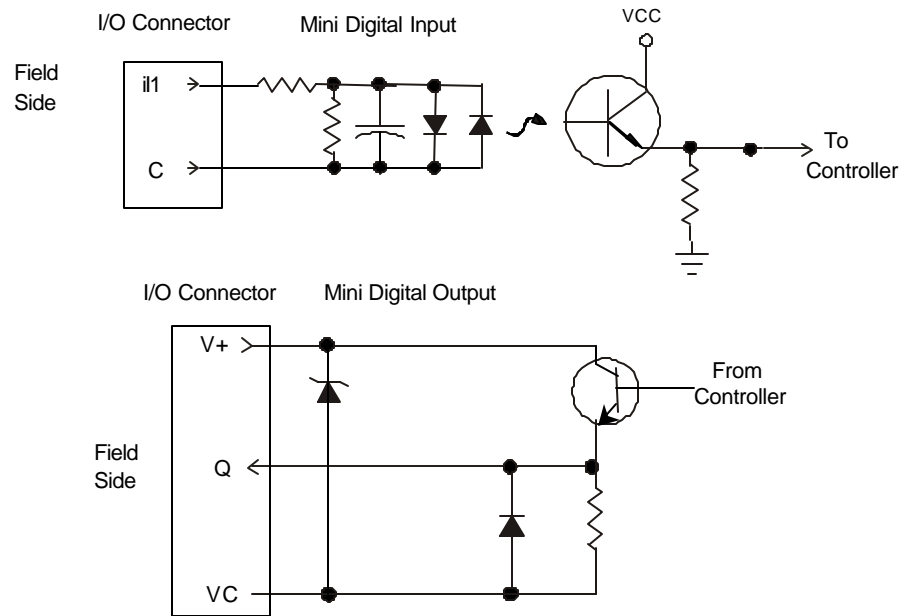 I/O Connector Mini Digital Input
VCC
Field
Side
il1
C
To
Controller
I/O Connector Mini Digital Output
V+
From
Controller
Field
Side
Q
VC